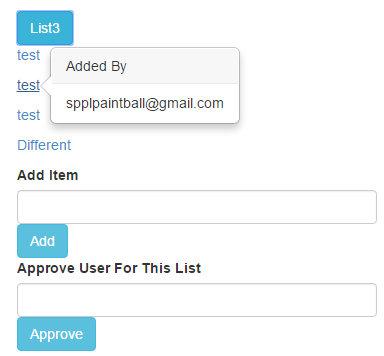 List3
test
Added By
test
spplpaintball@gmail.com
test
Different
Add Item
Add
Approve User For This List
Approve